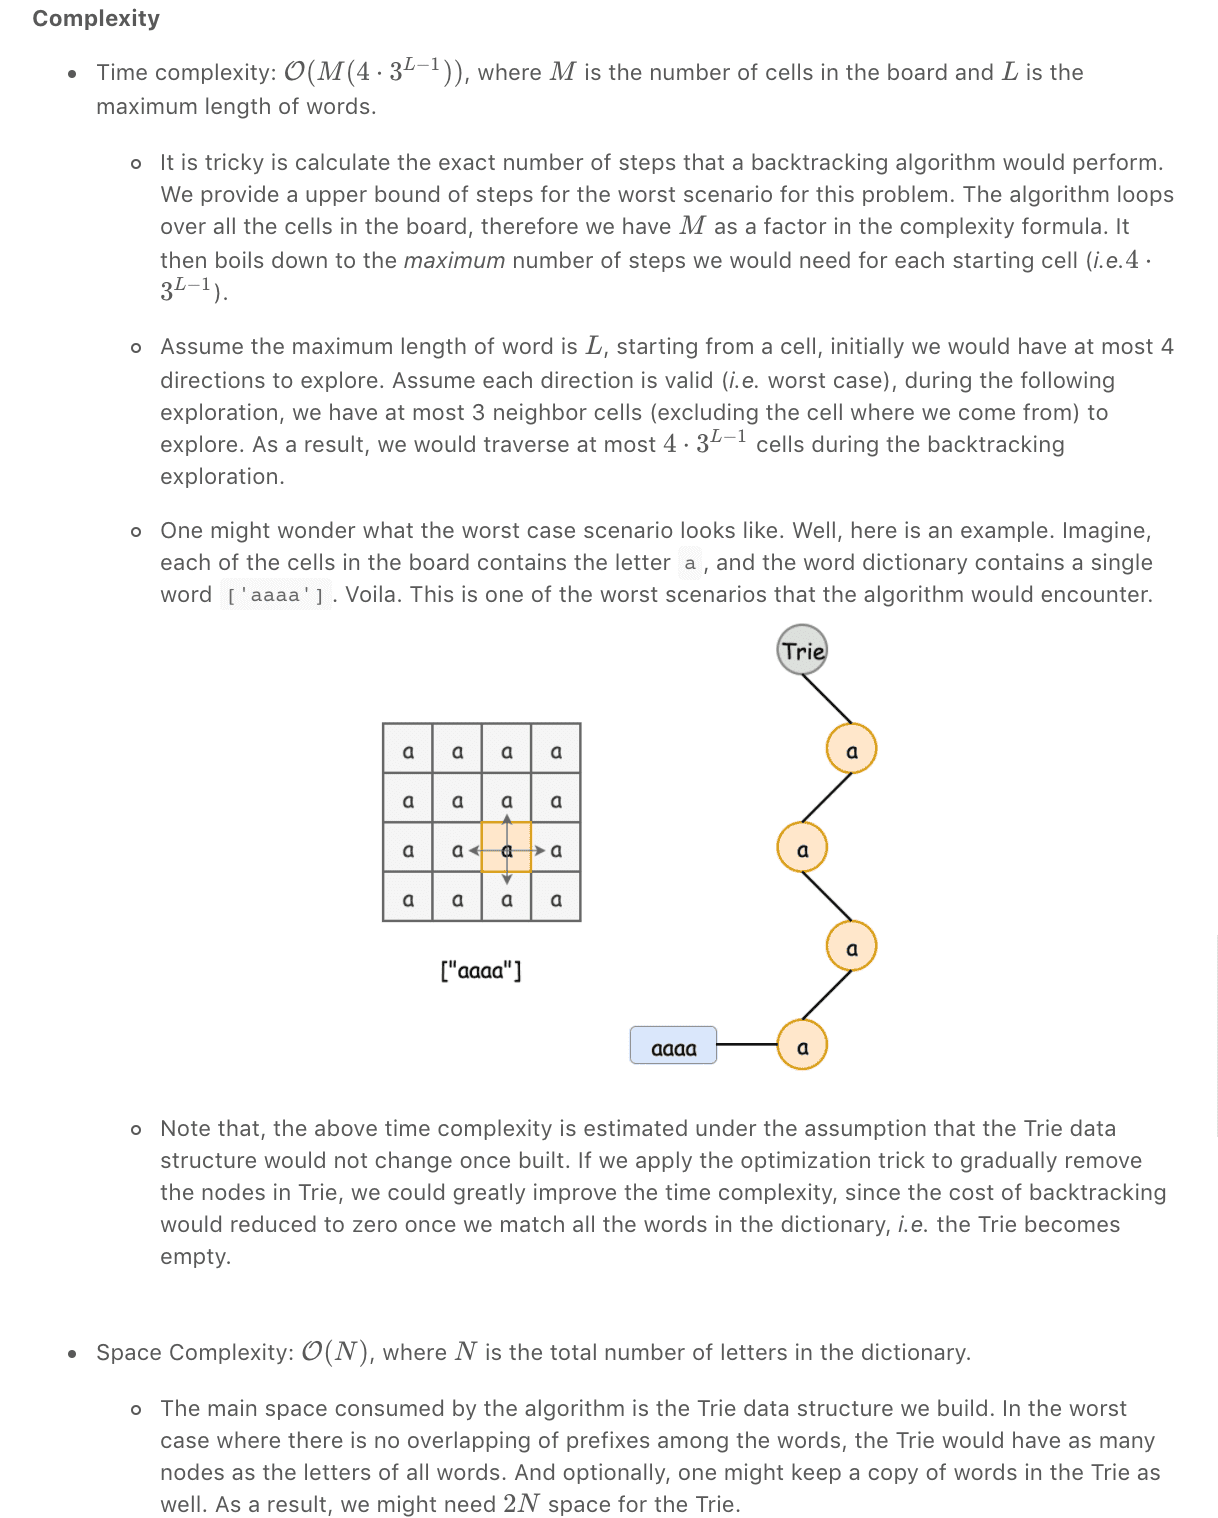 Complexity
• Time complexity: O(M(4 · 3^{L−1})), where M is the number of cells in the board and L is the
maximum length of words.
◦ It is tricky is calculate the exact number of steps that a backtracking algorithm would perform.
We provide a upper bound of steps for the worst scenario for this problem. The algorithm loops
over all the cells in the board, therefore we have M as a factor in the complexity formula. It
then boils down to the maximum number of steps we would need for each starting cell (i.e.4 ·
3^{L−1}).
◦ Assume the maximum length of word is L, starting from a cell, initially we would have at most 4
directions to explore. Assume each direction is valid (i.e. worst case), during the following
exploration, we have at most 3 neighbor cells (excluding the cell where we come from) to
explore. As a result, we would traverse at most 4 · 3^{L−1} cells during the backtracking
exploration.
◦ One might wonder what the worst case scenario looks like. Well, here is an example. Imagine,
each of the cells in the board contains the letter a, and the word dictionary contains a single
word ['aaaa']. Voila. This is one of the worst scenarios that the algorithm would encounter.
a a a a
a a a a
a a a a
a a a a
["aaaa"]
Trie
a
a
a
a
aaaa
◦ Note that, the above time complexity is estimated under the assumption that the Trie data
structure would not change once built. If we apply the optimization trick to gradually remove
the nodes in Trie, we could greatly improve the time complexity, since the cost of backtracking
would reduced to zero once we match all the words in the dictionary, i.e. the Trie becomes
empty.
• Space Complexity: O(N), where N is the total number of letters in the dictionary.
◦ The main space consumed by the algorithm is the Trie data structure we build. In the worst
case where there is no overlapping of prefixes among the words, the Trie would have as many
nodes as the letters of all words. And optionally, one might keep a copy of words in the Trie as
well. As a result, we might need 2N space for the Trie.